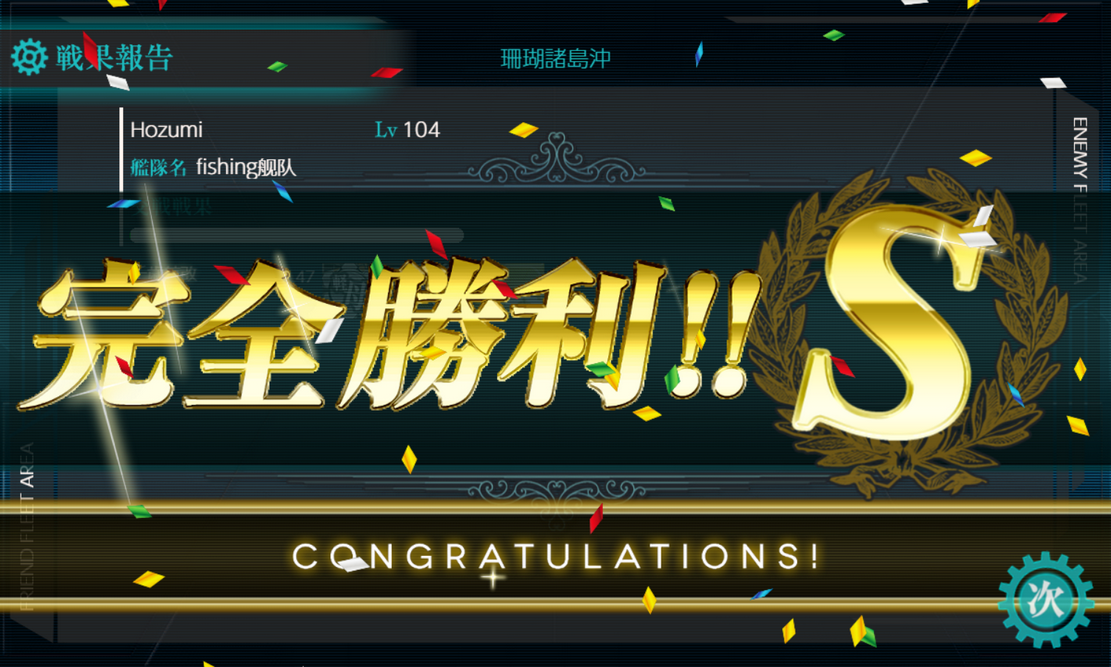 戦果報告
珊瑚諸島沖
Hozumi Lv 104
艦隊名 fishing舰队
ENEMY FLEET AREA
完全勝利!! S
FRIEND FLEET AREA
CONGRATULATIONS!
次